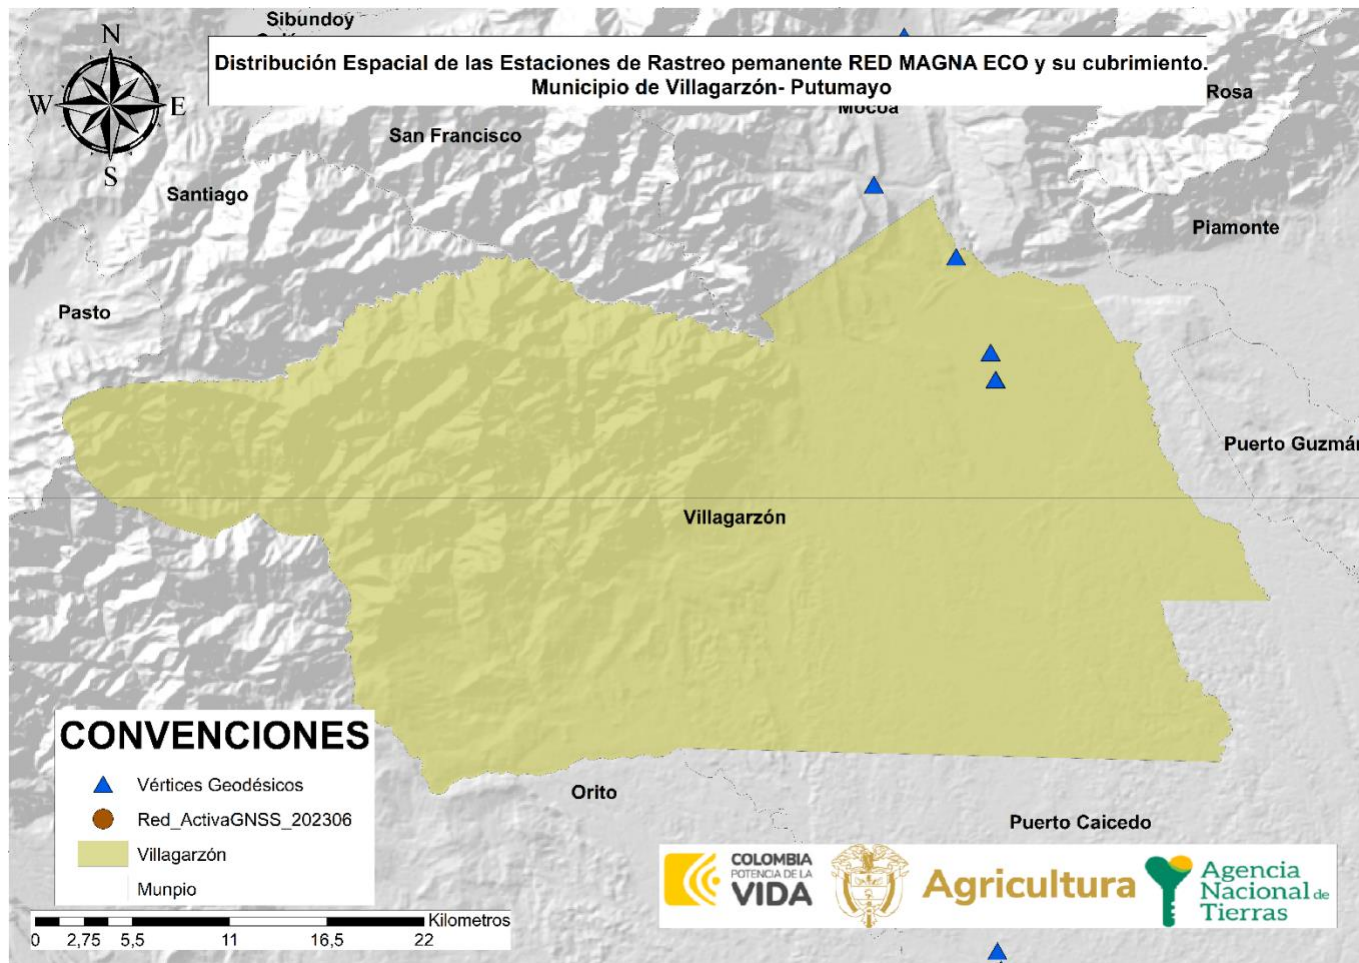 Sibundoy
N
W
E
S
Distribución Espacial de las Estaciones de Rastreo pemanente RED MAGNA ECO y su cubrimiento.
Municipio de Villagarzón- Putumayo
Rosa
Mocoa
San Francisco
Santiago
Piamonte
Pasto
Puerto Guzmán
Villagarzón
CONVENCIONES
Vértices Geodésicos
Red_ActivaGNSS_202306
Villagarzón
Munpio
Orito
Puerto Caicedo
COLOMBIA
POTENCIA DE LA
VIDA
Agricultura
Agencia
Nacional de
Tierras
Kilometros
0 2,75 5,5 11 16,5 22